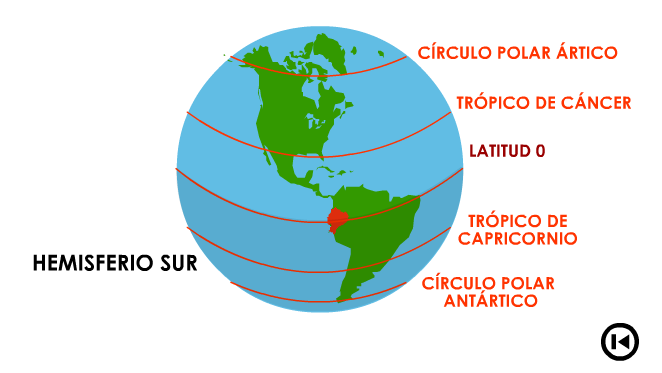 CÍRCULO POLAR ÁRTICO
TRÓPICO DE CÁNCER
LATITUD 0
TRÓPICO DE
CAPRICORNIO
HEMISFERIO SUR
CÍRCULO POLAR
ANTÁRTICO